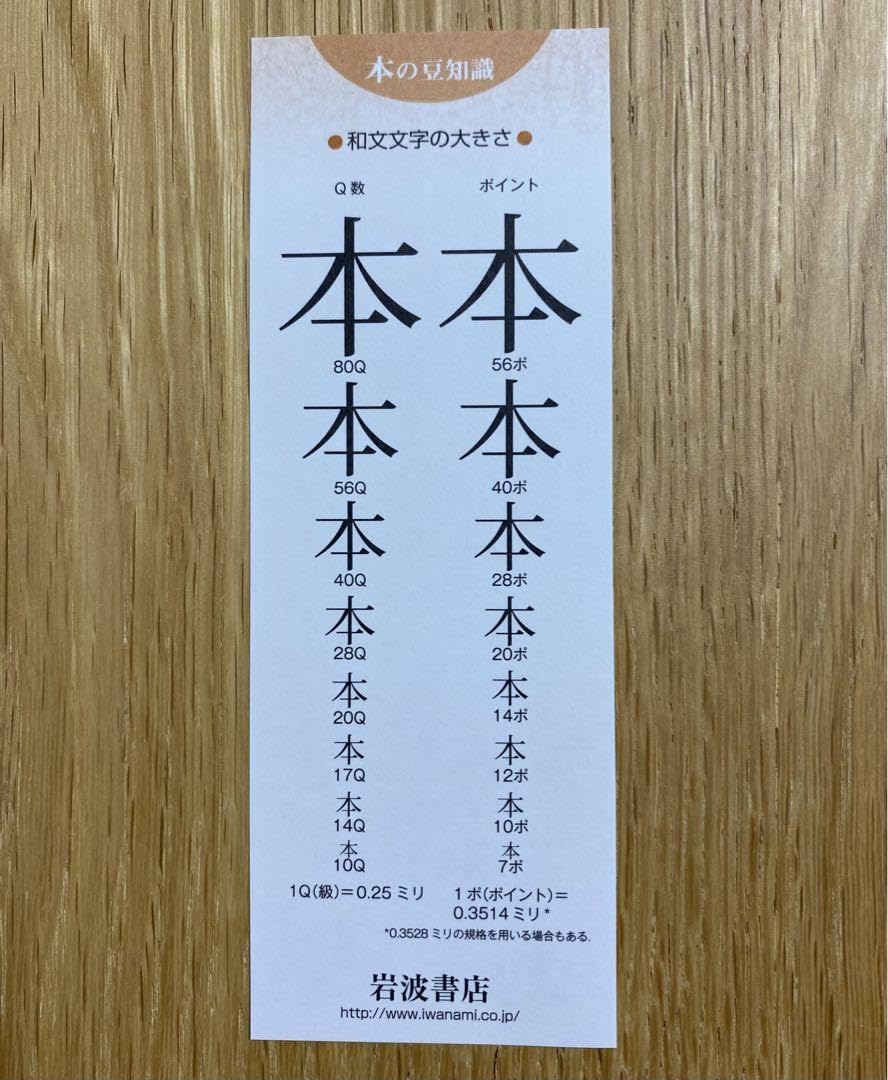 本の豆知識
●和文文字の大きさ●
Q数 ポイント
本 本
80Q 56ポ
本 本
56Q 40ポ
本 本
40Q 28ポ
本 本
28Q 20ポ
本 本
20Q 14ポ
本 本
17Q 12ポ
本 本
14Q 10ポ
本 本
10Q 7ポ
1Q(級)=0.25ミリ 1ポ(ポイント)=
0.3514ミリ*
*0.3528ミリの規格を用いる場合もある.
岩波書店
http://www.iwanami.co.jp/